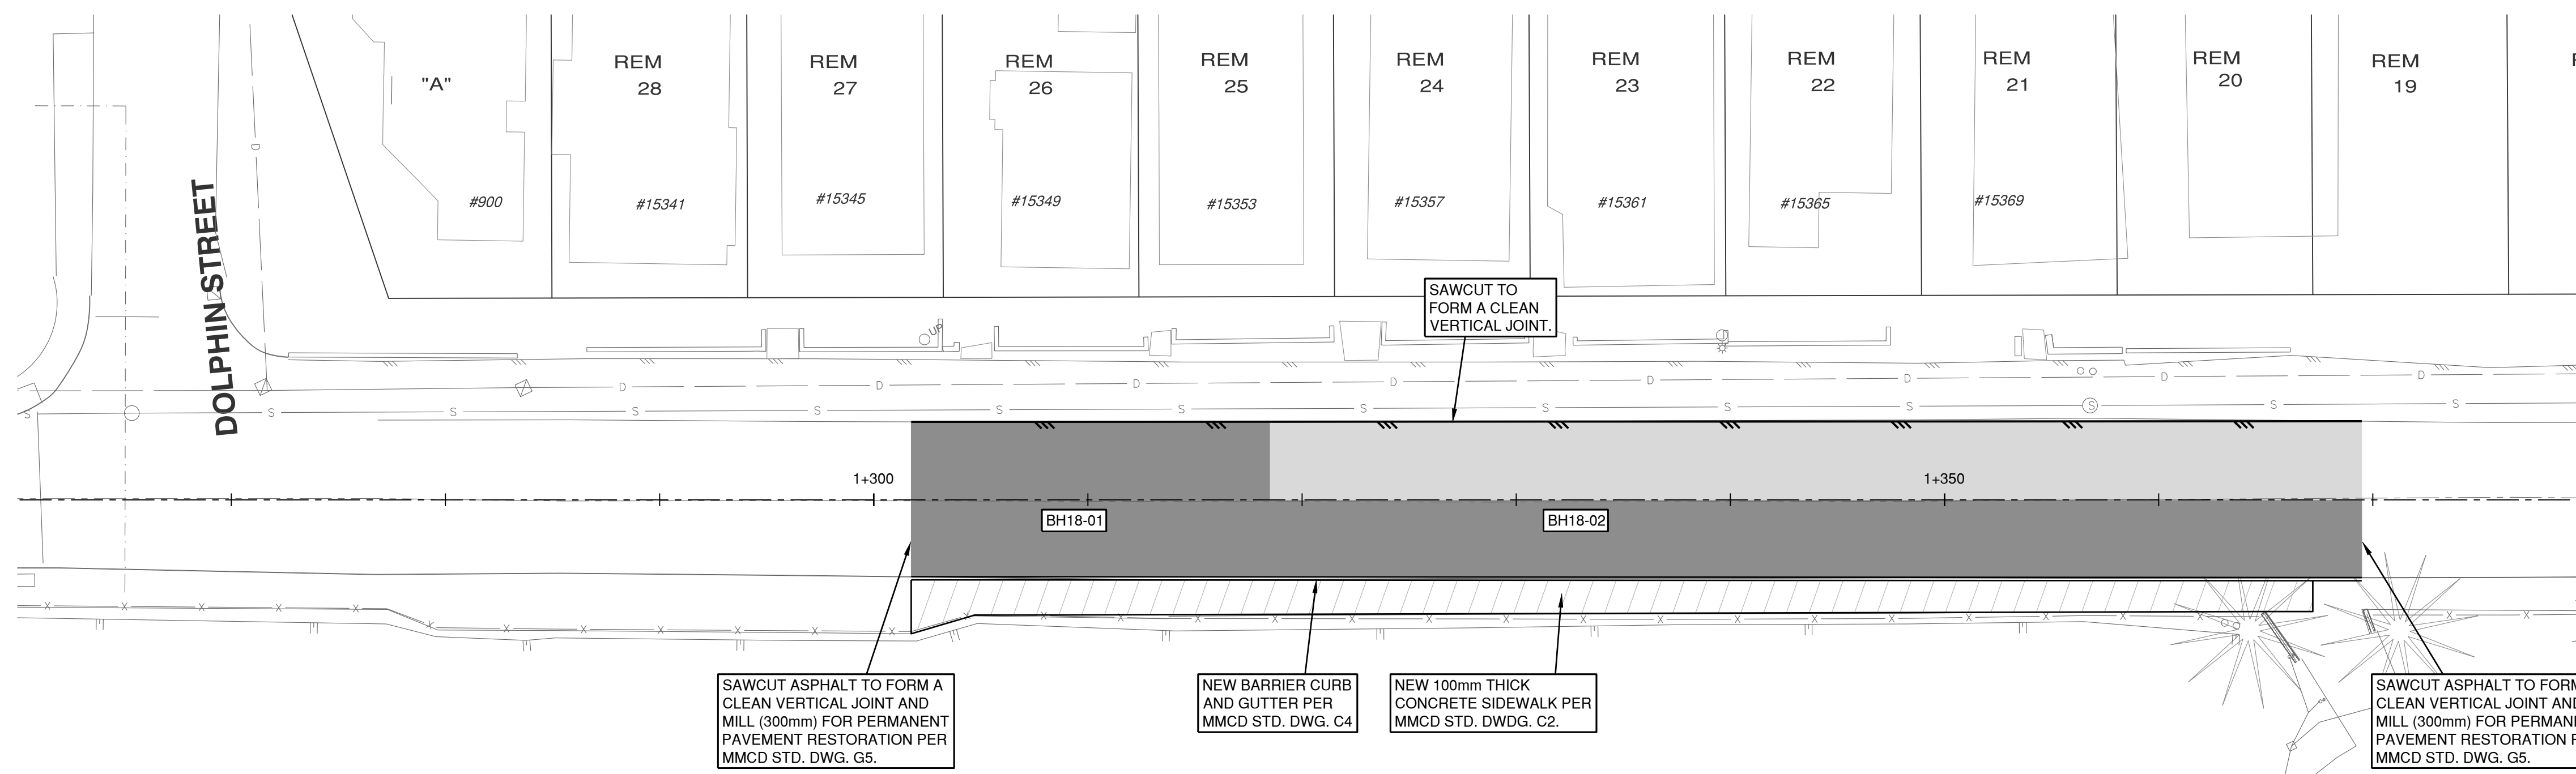 "A"
REM
28
REM
27
REM
26
REM
25
REM
24
REM
23
REM
22
REM
21
REM
20
REM
19
#900
#15341
#15345
#15349
#15353
#15357
#15361
#15365
#15369
DOLPHIN STREET
D
UP
SAWCUT TO
FORM A CLEAN
VERTICAL JOINT.
D D D D D D D D
S S S S S S S S S S S S S S S
1+300
1+350
BH18-01
BH18-02
X X X X X X X X X X X X X X X X X X X X X X X X X X X X X
SAWCUT ASPHALT TO FORM A
CLEAN VERTICAL JOINT AND
MILL (300mm) FOR PERMANENT
PAVEMENT RESTORATION PER
MMCD STD. DWG. G5.
NEW BARRIER CURB
AND GUTTER PER
MMCD STD. DWG. C4
NEW 100mm THICK
CONCRETE SIDEWALK PER
MMCD STD. DWDG. C2.
SAWCUT ASPHALT TO FORM
CLEAN VERTICAL JOINT AND
MILL (300mm) FOR
PAVEMENT RESTORATION
MMCD STD. DWG. G5.